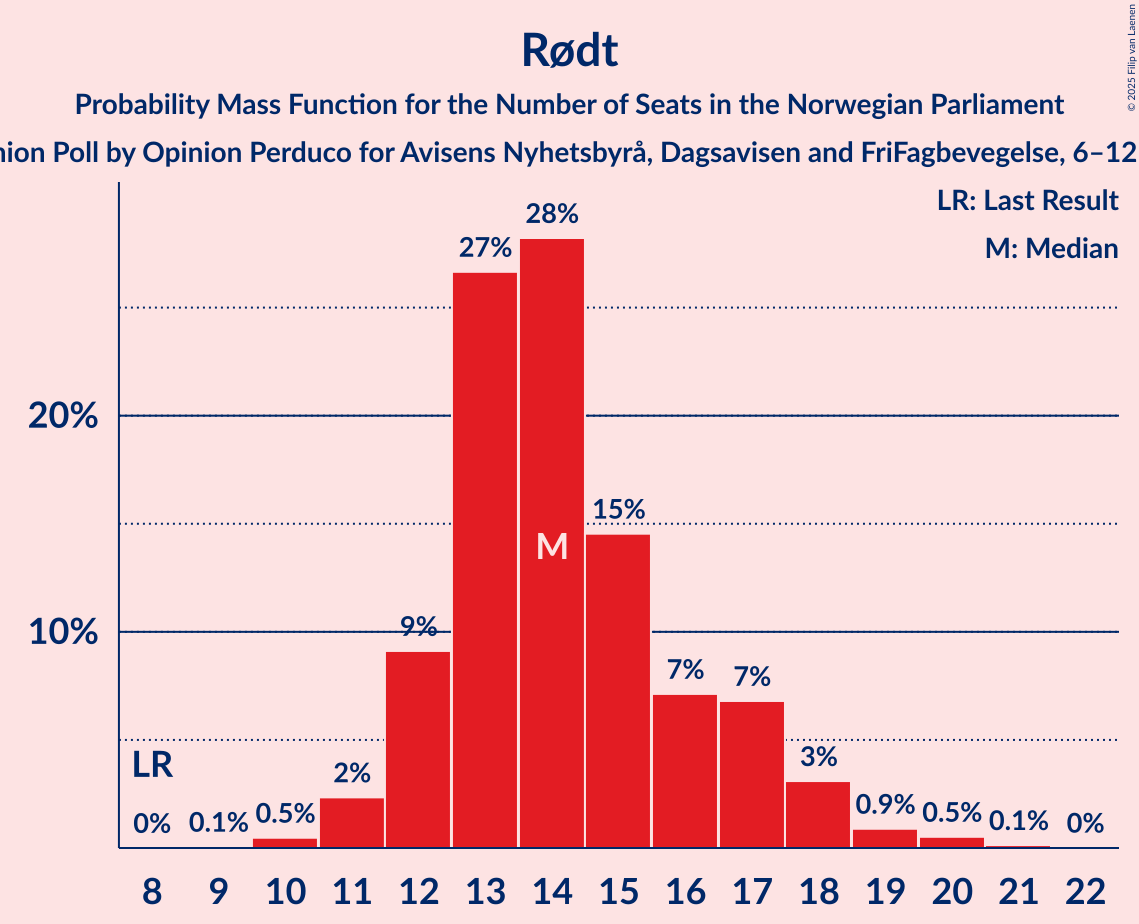 Rødt
Probability Mass Function for the Number of Seats in the Norwegian Parliament
Poll by Opinion Perduco for Avisens Nyhetsbyrå, Dagsavisen and FriFagbevegelse, 6–12
© 2025 Filip van Laenen
LR: Last Result
M: Median
28%
27%
20%
15%
M
10%
9%
7%
7%
LR
3%
2%
0%
0.1%
0.5%
0.9%
0.5%
0.1%
0%
8 9 10 11 12 13 14 15 16 17 18 19 20 21 22